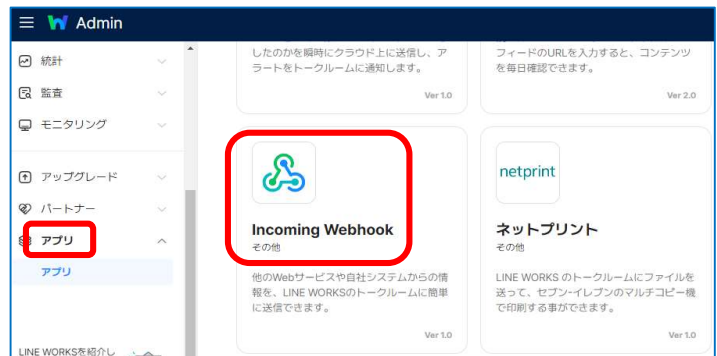 Admin
統計
監査
モニタリング
アップグレード
パートナー
アプリ
アプリ
LINE WORKSを紹介し
したのかを瞬時にクラウド上に送信し、ア
ラートをトークルームに通知します。
Ver 1.0
フィードのURLを入力すると、コンテンツ
を毎日確認できます。
Ver 2.0
Incoming Webhook
その他
他のWebサービスや自社システムからの情
報を、LINE WORKSのトークルームに簡単
に送信できます。
Ver 1.0
netprint
ネットプリント
その他
LINE WORKS のトークルームにファイルを
送って、セブン-イレブンのマルチコピー機
で印刷する事ができます。
Ver 1.0